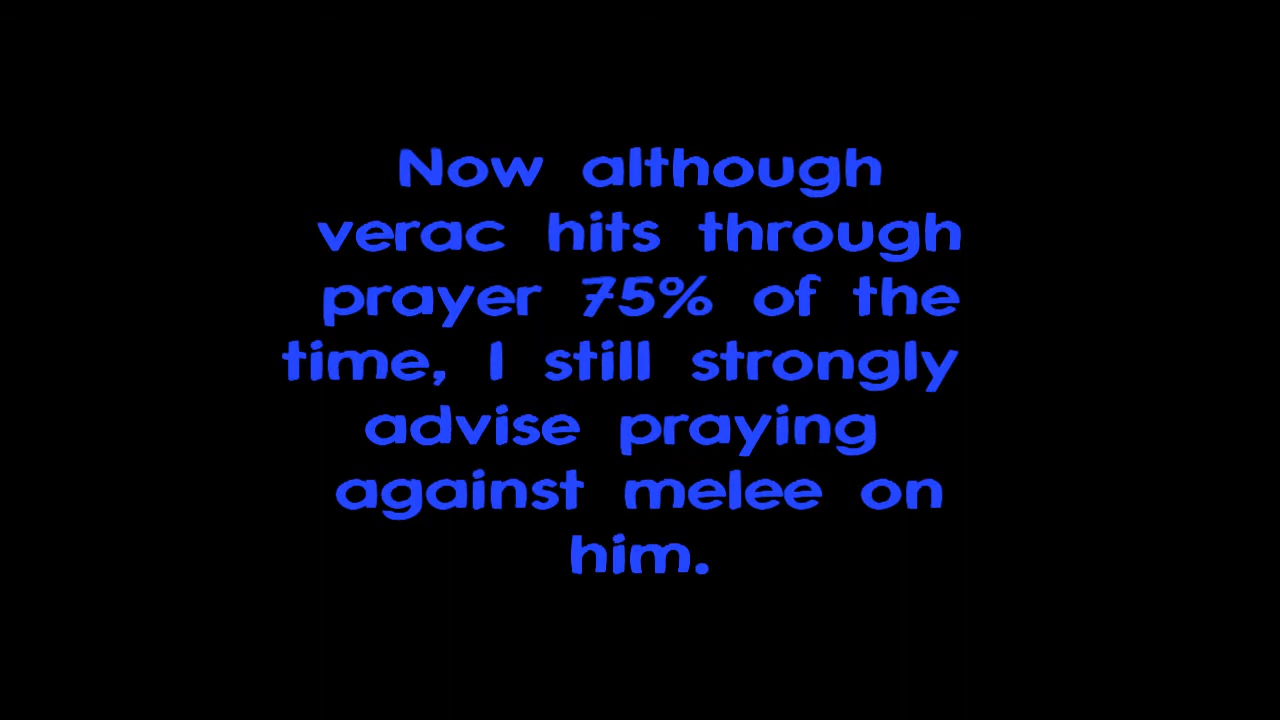 Now although
verac hits through
prayer 75% of the
time, I still strongly
advise praying
against melee on
him.